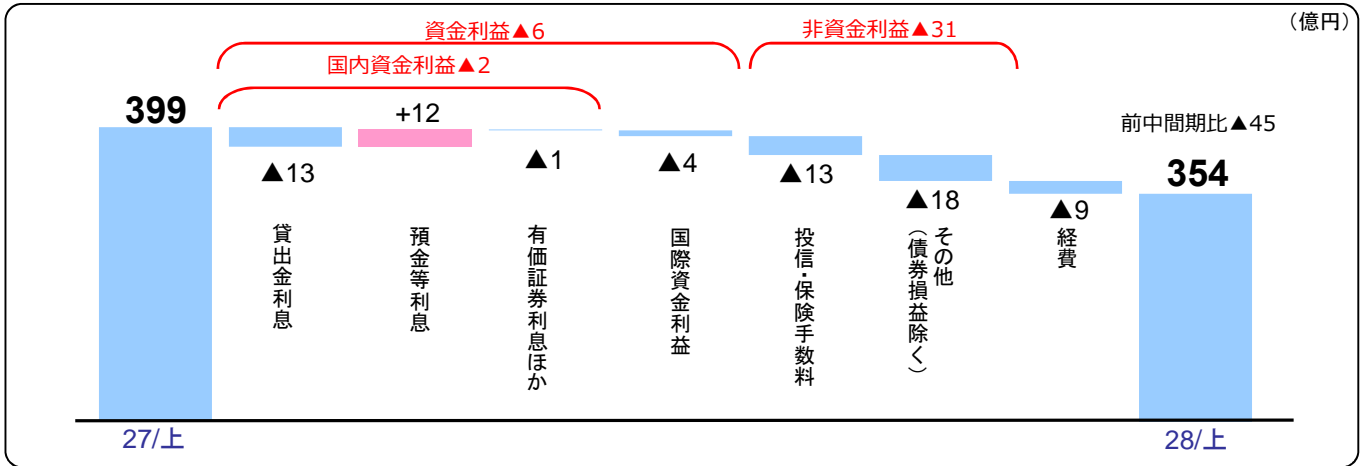 (億円)
資金利益▲6
非資金利益▲31
国内資金利益▲2
399
+12
前中間期比▲45
354
▲13
▲1
▲4
▲13
▲18
▲9
貸出金利息
預金等利息
有価証券利息ほか
国際資金利益
投信・保険手数料
その他
（債券損益除く）
経費
27/上
28/上